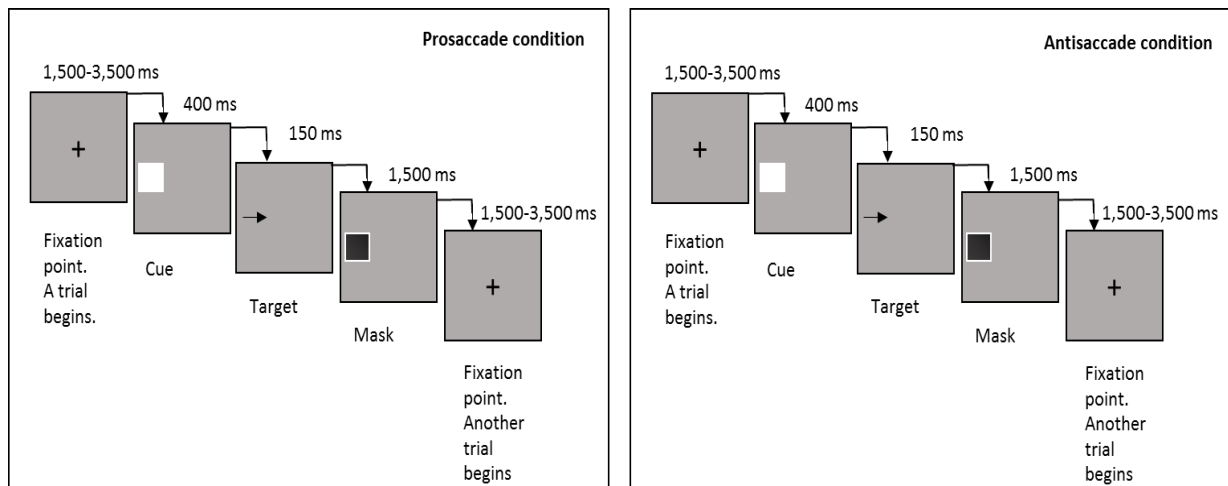 Prosaccade condition
1,500-3,500 ms
400 ms
150 ms
1,500 ms
1,500-3,500 ms
+
Fixation
point.
A trial
begins.
Cue
Target
Mask
+
Fixation
point.
Another
trial
begins
Antisaccade condition
1,500-3,500 ms
400 ms
150 ms
1,500 ms
1,500-3,500 ms
+
Fixation
point.
A trial
begins.
Cue
Target
Mask
+
Fixation
point.
Another
trial
begins